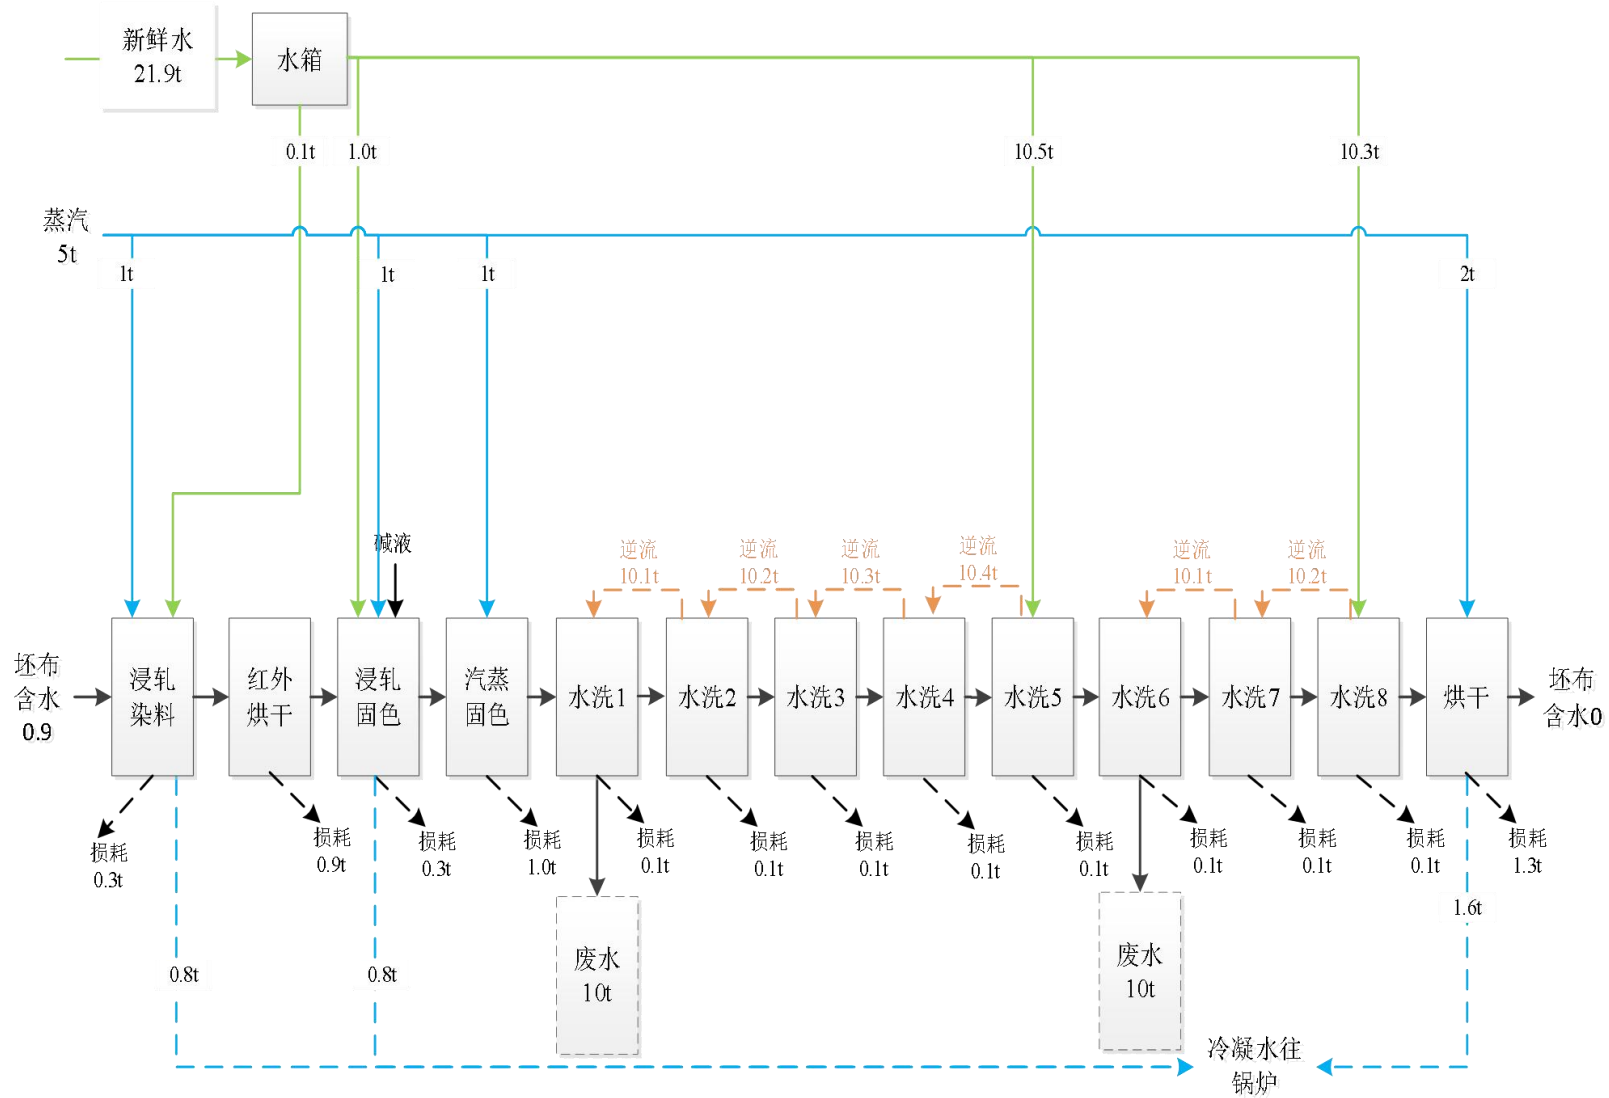 新鲜水
21.9t
水箱
0.1t
1.0t
10.5t
10.3t
蒸汽
5t
1t
1t
1t
2t
碱液
逆流
10.1t
逆流
10.2t
逆流
10.3t
逆流
10.4t
逆流
10.1t
逆流
10.2t
坯布
含水
0.9
浸轧
染料
红外
烘干
浸轧
固色
汽蒸
固色
水洗1
水洗2
水洗3
水洗4
水洗5
水洗6
水洗7
水洗8
烘干
坯布
含水0
损耗
0.3t
损耗
0.9t
损耗
0.3t
损耗
1.0t
损耗
0.1t
损耗
0.1t
损耗
0.1t
损耗
0.1t
损耗
0.1t
损耗
0.1t
损耗
0.1t
损耗
0.1t
损耗
1.3t
1.6t
0.8t
0.8t
废水
10t
废水
10t
冷凝水往
锅炉